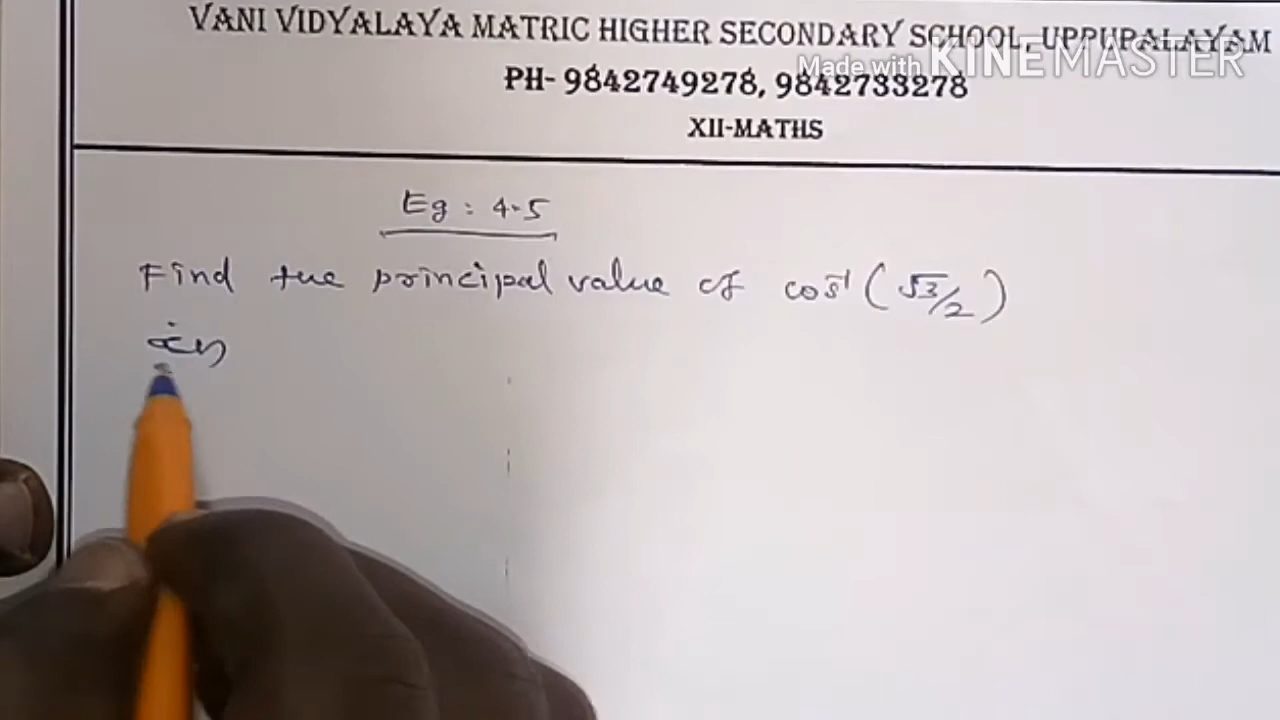 VANI VIDYALAYA MATRIC HIGHER SECONDARY SCHOOL, UPPUPALAYAM
Made with KINEMASTER
PH- 9842749278, 9842733278
XII-MATHS
Eg : 4.5
Find the principal value of cos⁻¹ (√3/2)